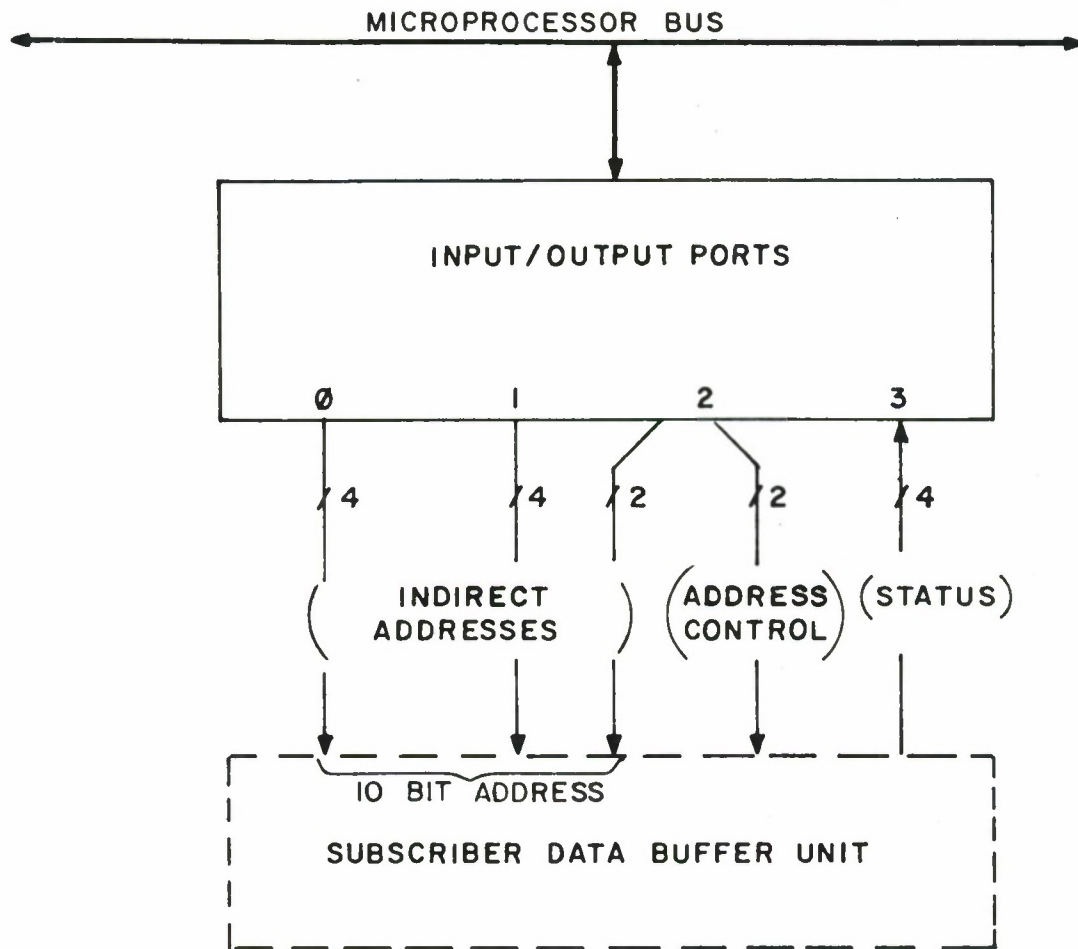 MICROPROCESSOR BUS
INPUT/OUTPUT PORTS
Ø 1 2 3
4 4 2 2 4
(INDIRECT ADDRESSES) (ADDRESS CONTROL) (STATUS)
10 BIT ADDRESS
SUBSCRIBER DATA BUFFER UNIT